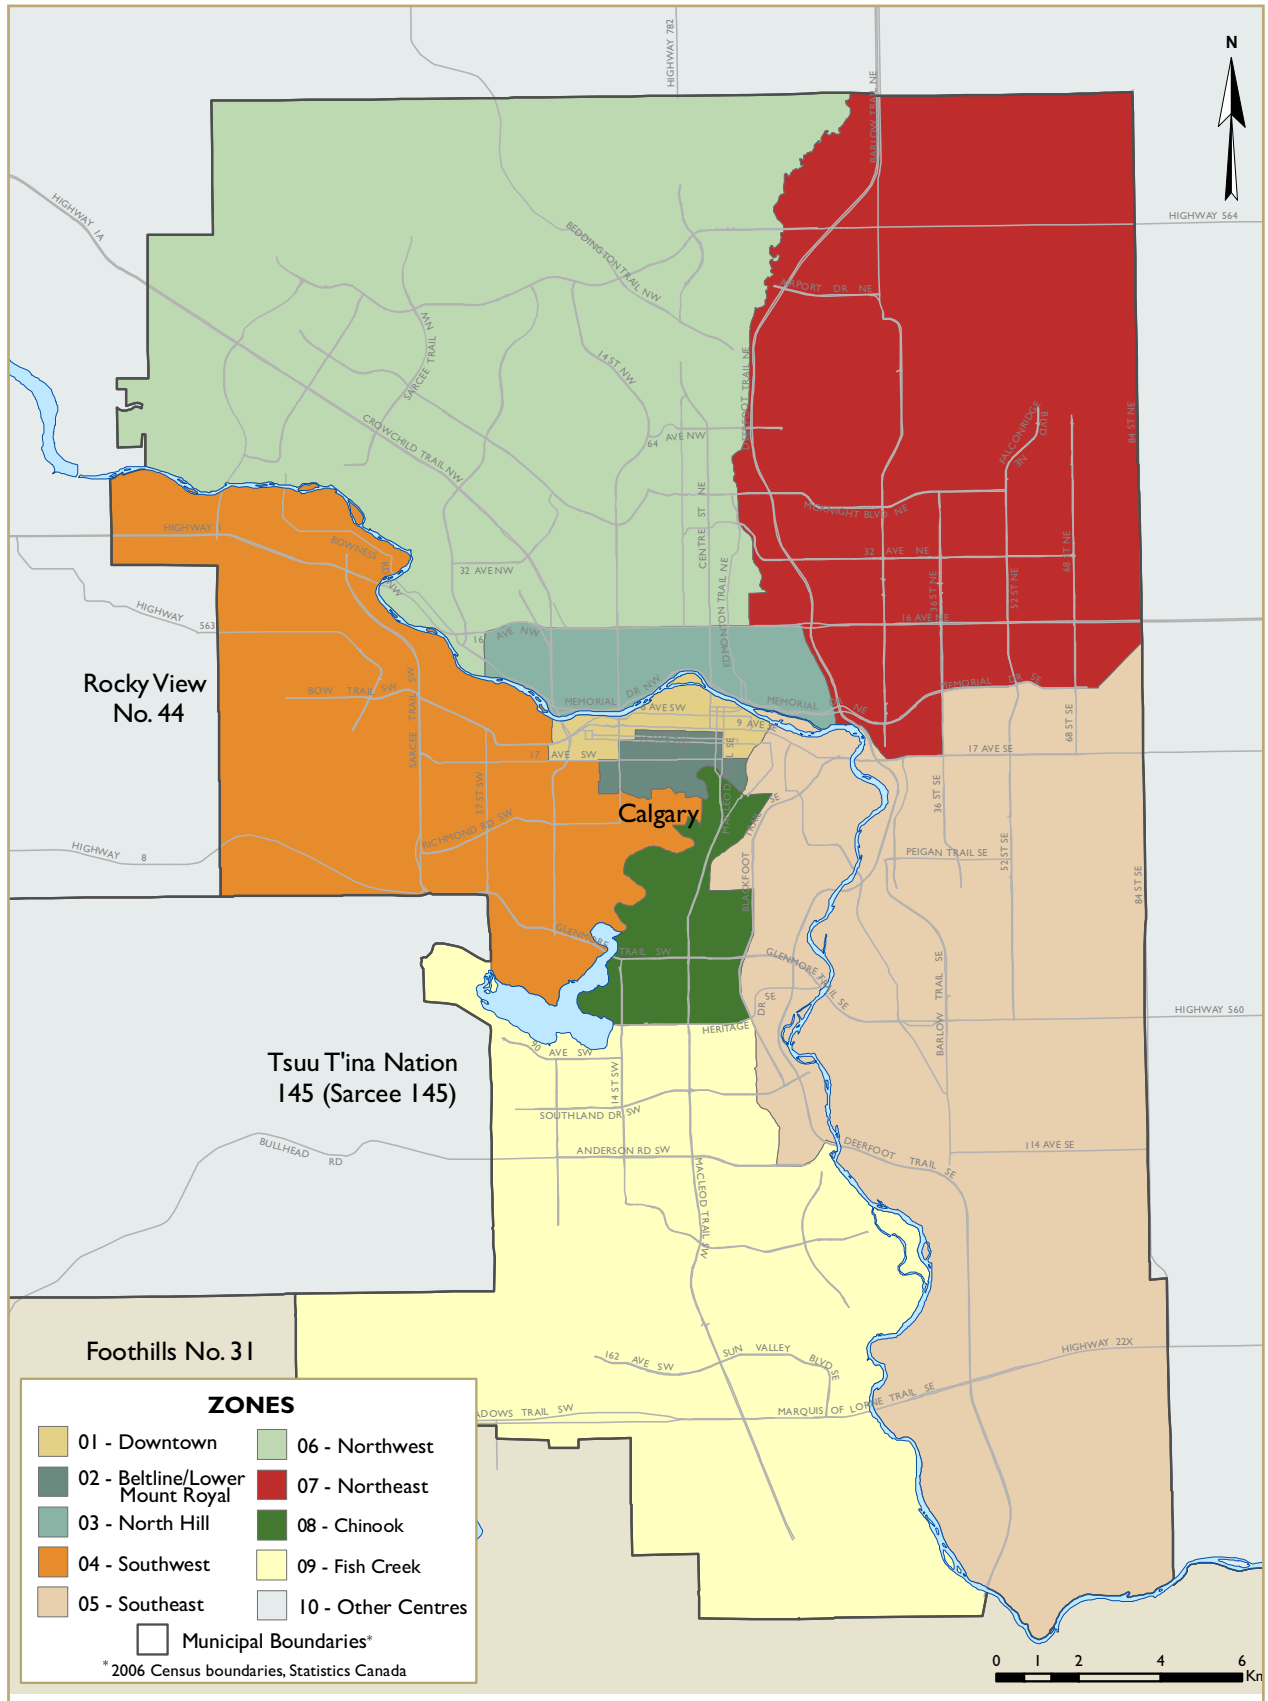 HIGHWAY 782
N
BARLOW TRAIL NE
HIGHWAY 1A
HIGHWAY 564
BEDDINGTON TRAIL NW
AIRPORT DR NE
SARCEE TRAIL NW
14 ST NW
DEERFOOT TRAIL NE
CROWCHILD TRAIL NW
64 AVE NW
FALCONRIDGE BLVD NE
84 ST NE
CENTRE ST NE
MCKNIGHT BLVD NE
HIGHWAY 1
BOWNESS RD NW
32 AVE NW
32 AVE NE
68 ST NE
36 ST NE
52 ST NE
EDMONTON TRAIL NE
HIGHWAY 563
16 AVE NW
16 AVE NE
Rocky View
No. 44
BOW TRAIL SW
SARCEE TRAIL SW
MEMORIAL DR NW
MEMORIAL DR NE
MEMORIAL DR SE
8 AVE SW
9 AVE SE
68 ST SE
17 AVE SW
17 AVE SE
37 ST SW
MACLEOD TRAIL SE
36 ST SE
Calgary
RICHMOND RD SW
HIGHWAY 8
BLACKFOOT TRAIL SE
PEIGAN TRAIL SE
52 ST SE
84 ST SE
GLENMORE TRAIL SW
GLENMORE TRAIL SE
BARLOW TRAIL SE
HERITAGE DR SE
HIGHWAY 560
Tsuu T'ina Nation
145 (Sarcee 145)
90 AVE SW
14 ST SW
SOUTHLAND DR SW
BULLHEAD RD
ANDERSON RD SW
DEERFOOT TRAIL SE
114 AVE SE
MACLEOD TRAIL SW
Foothills No. 31
162 AVE SW
SUN VALLEY BLVD SE
HIGHWAY 22X
ADOWS TRAIL SW
MARQUIS OF LORNE TRAIL SE
ZONES
01 - Downtown
02 - Beltline/Lower
Mount Royal
03 - North Hill
04 - Southwest
05 - Southeast
06 - Northwest
07 - Northeast
08 - Chinook
09 - Fish Creek
10 - Other Centres
Municipal Boundaries*
*2006 Census boundaries, Statistics Canada
0 1 2 4 6
Km